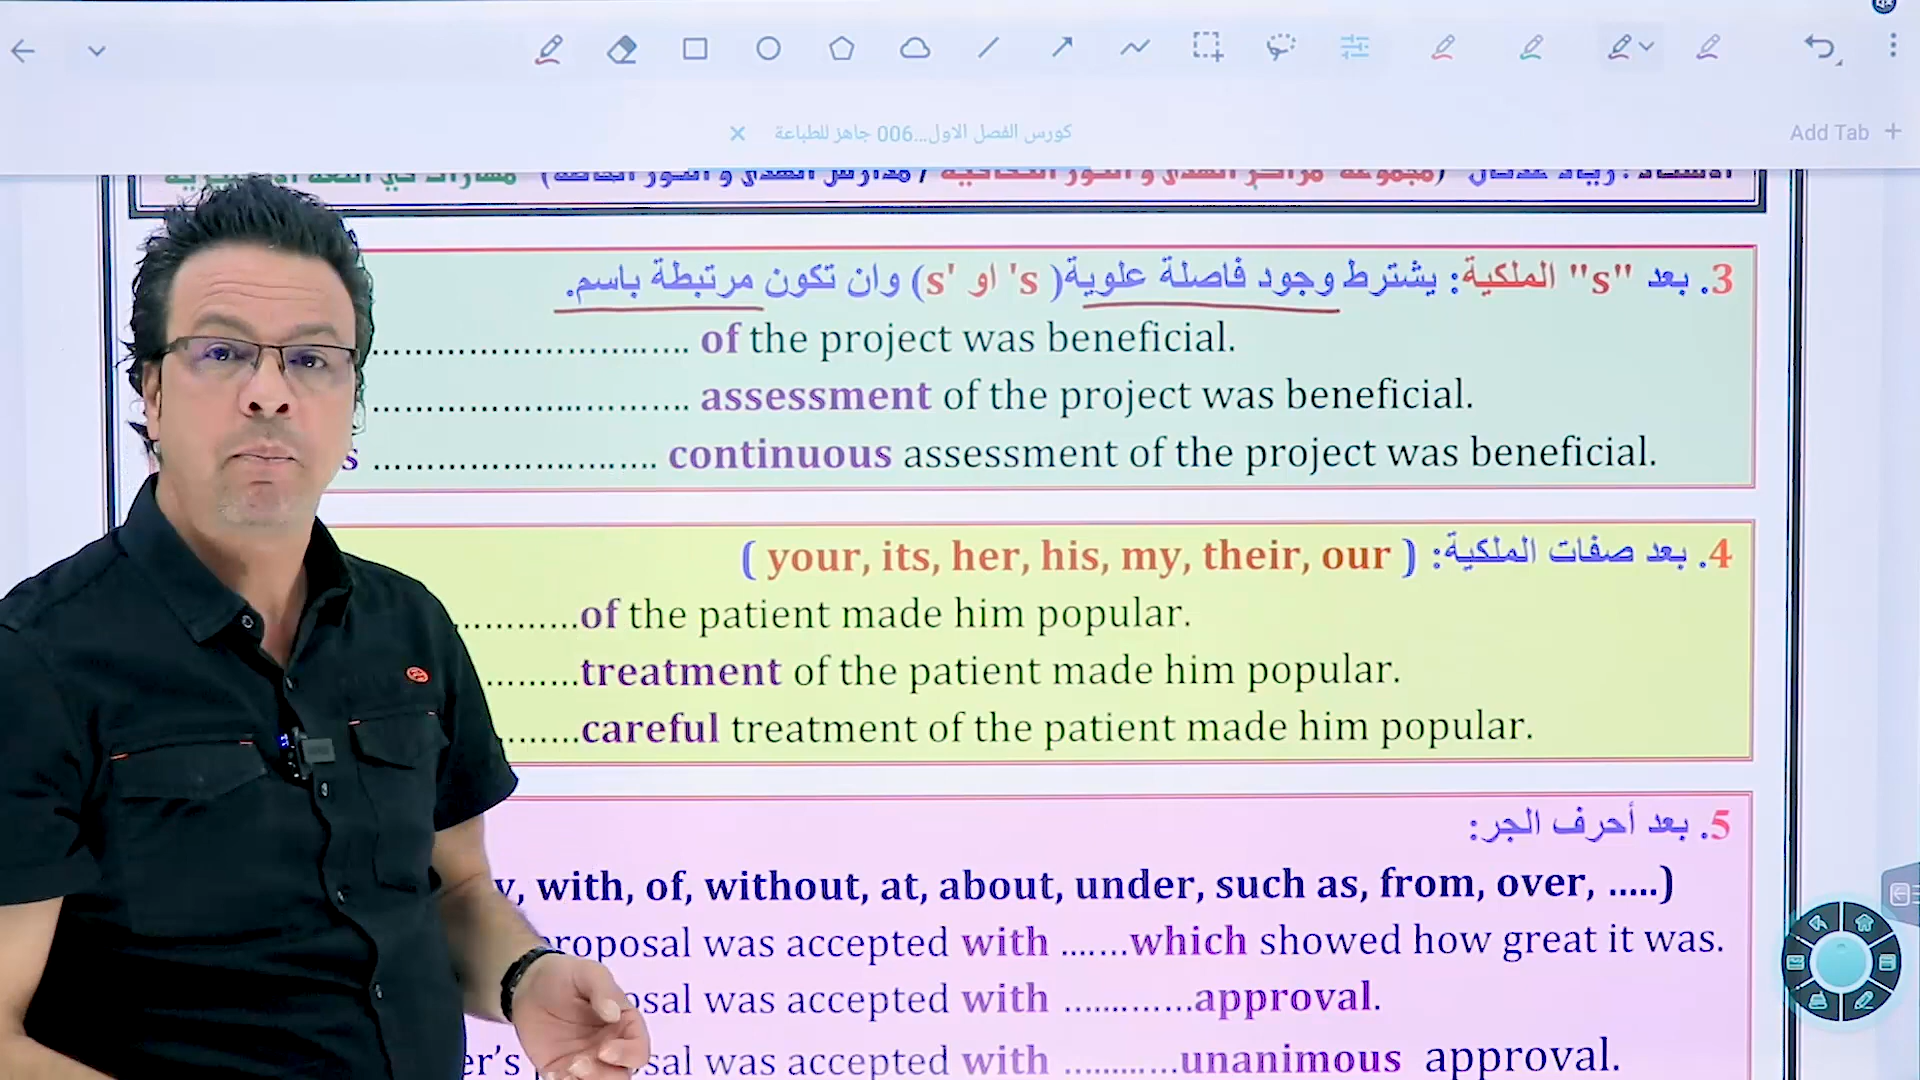 كورس الفصل الاول...006 جاهز للطباعة
Add Tab
3. بعد "s" الملكية: يشترط وجود فاصلة علوية( s' او 's) وان تكون مرتبطة باسم.
................................. of the project was beneficial.
................................. assessment of the project was beneficial.
s ............................. continuous assessment of the project was beneficial.
4. بعد صفات الملكية: ( your, its, her, his, my, their, our )
............of the patient made him popular.
.........treatment of the patient made him popular.
........careful treatment of the patient made him popular.
5. بعد أحرف الجر:
, with, of, without, at, about, under, such as, from, over, .....)
proposal was accepted with .......which showed how great it was.
was accepted with .............approval.
was accepted with ............unanimous approval.